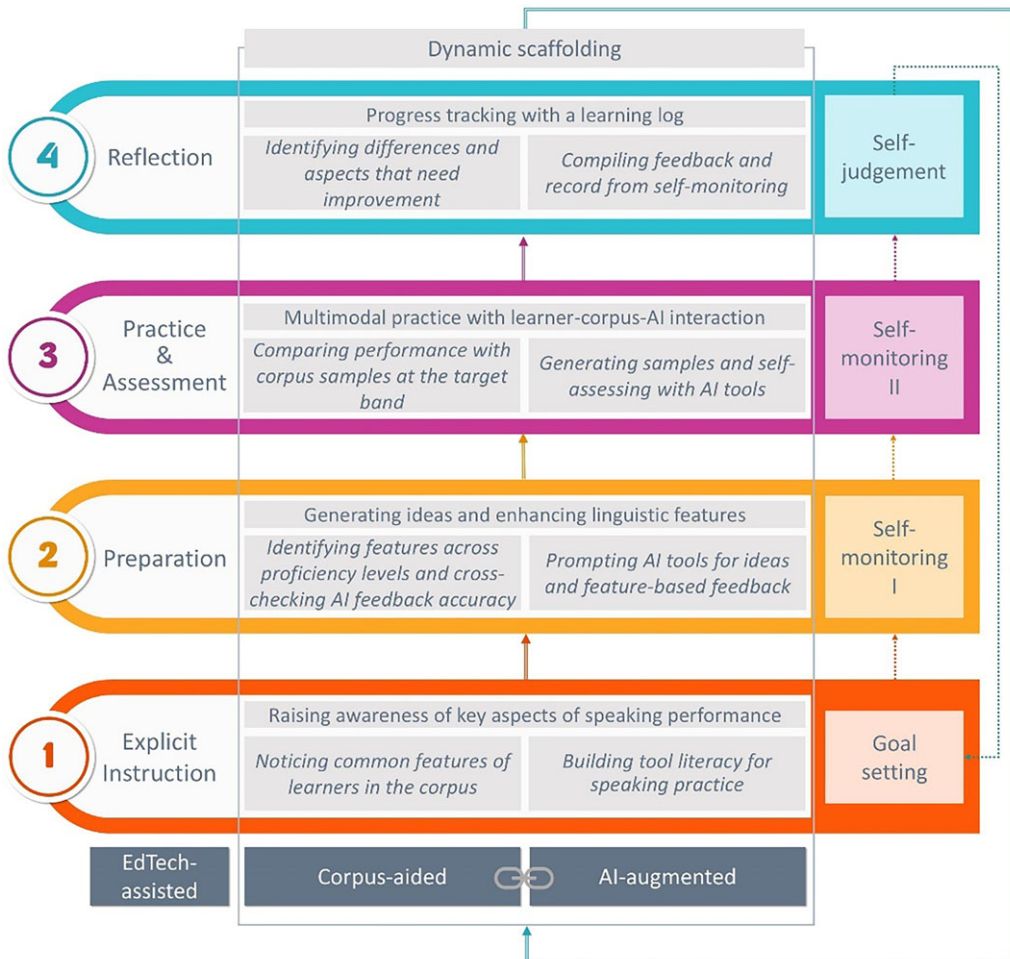 Dynamic scaffolding
4
Reflection
Progress tracking with a learning log
Identifying differences and
aspects that need
improvement
Compiling feedback and
record from self-monitoring
Self-
judgement
3
Practice
&
Assessment
Multimodal practice with learner-corpus-AI interaction
Comparing performance with
corpus samples at the target
band
Generating samples and self-
assessing with AI tools
Self-
monitoring
II
2
Preparation
Generating ideas and enhancing linguistic features
Identifying features across
proficiency levels and cross-
checking AI feedback accuracy
Prompting AI tools for ideas
and feature-based feedback
Self-
monitoring
I
1
Explicit
Instruction
Raising awareness of key aspects of speaking performance
Noticing common features of
learners in the corpus
Building tool literacy for
speaking practice
Goal
setting
EdTech-
assisted
Corpus-aided
AI-augmented